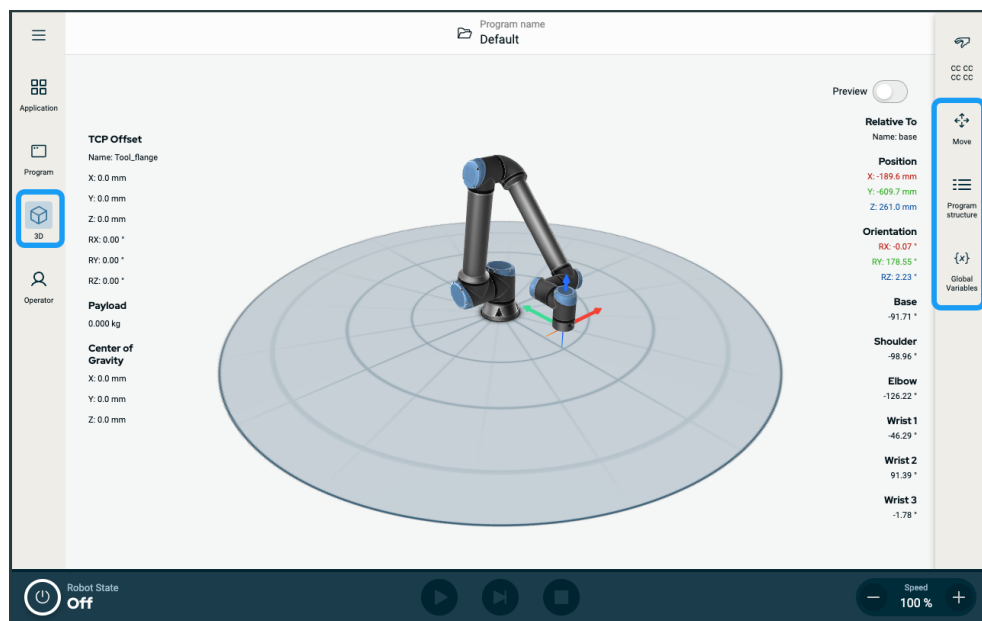 Program name
Default
Application
Program
3D
Operator
TCP Offset
Name: Tool_flange
X: 0.0 mm
Y: 0.0 mm
Z: 0.0 mm
RX: 0.00 °
RY: 0.00 °
RZ: 0.00 °
Payload
0.000 kg
Center of
Gravity
X: 0.0 mm
Y: 0.0 mm
Z: 0.0 mm
Preview
Relative To
Name: base
Position
X: -189.6 mm
Y: -609.7 mm
Z: 261.0 mm
Orientation
RX: -0.07 °
RY: 178.55 °
RZ: 2.23 °
Base
-91.71 °
Shoulder
-98.96 °
Elbow
-126.22 °
Wrist 1
-46.29 °
Wrist 2
91.39 °
Wrist 3
-1.78 °
CC CC
CC CC
Move
Program
structure
{x}
Global
Variables
Robot State
Off
Speed
100 %